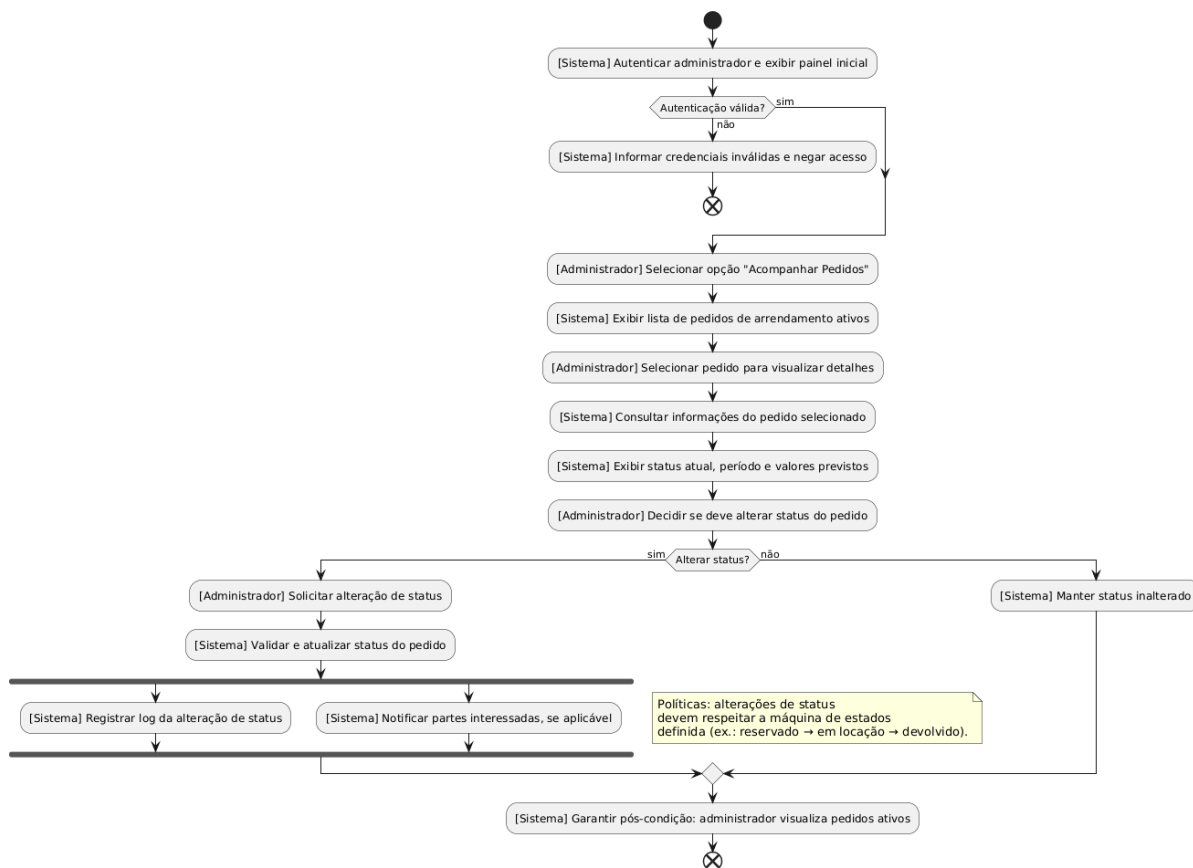 [Sistema] Autenticar administrador e exibir painel inicial
Autenticação válida?
sim
não
[Sistema] Informar credenciais inválidas e negar acesso
[Administrador] Selecionar opção "Acompanhar Pedidos"
[Sistema] Exibir lista de pedidos de arrendamento ativos
[Administrador] Selecionar pedido para visualizar detalhes
[Sistema] Consultar informações do pedido selecionado
[Sistema] Exibir status atual, período e valores previstos
[Administrador] Decidir se deve alterar status do pedido
sim
Alterar status?
não
[Administrador] Solicitar alteração de status
[Sistema] Manter status inalterado
[Sistema] Validar e atualizar status do pedido
[Sistema] Registrar log da alteração de status
[Sistema] Notificar partes interessadas, se aplicável
Políticas: alterações de status
devem respeitar a máquina de estados
definida (ex.: reservado → em locação → devolvido).
[Sistema] Garantir pós-condição: administrador visualiza pedidos ativos